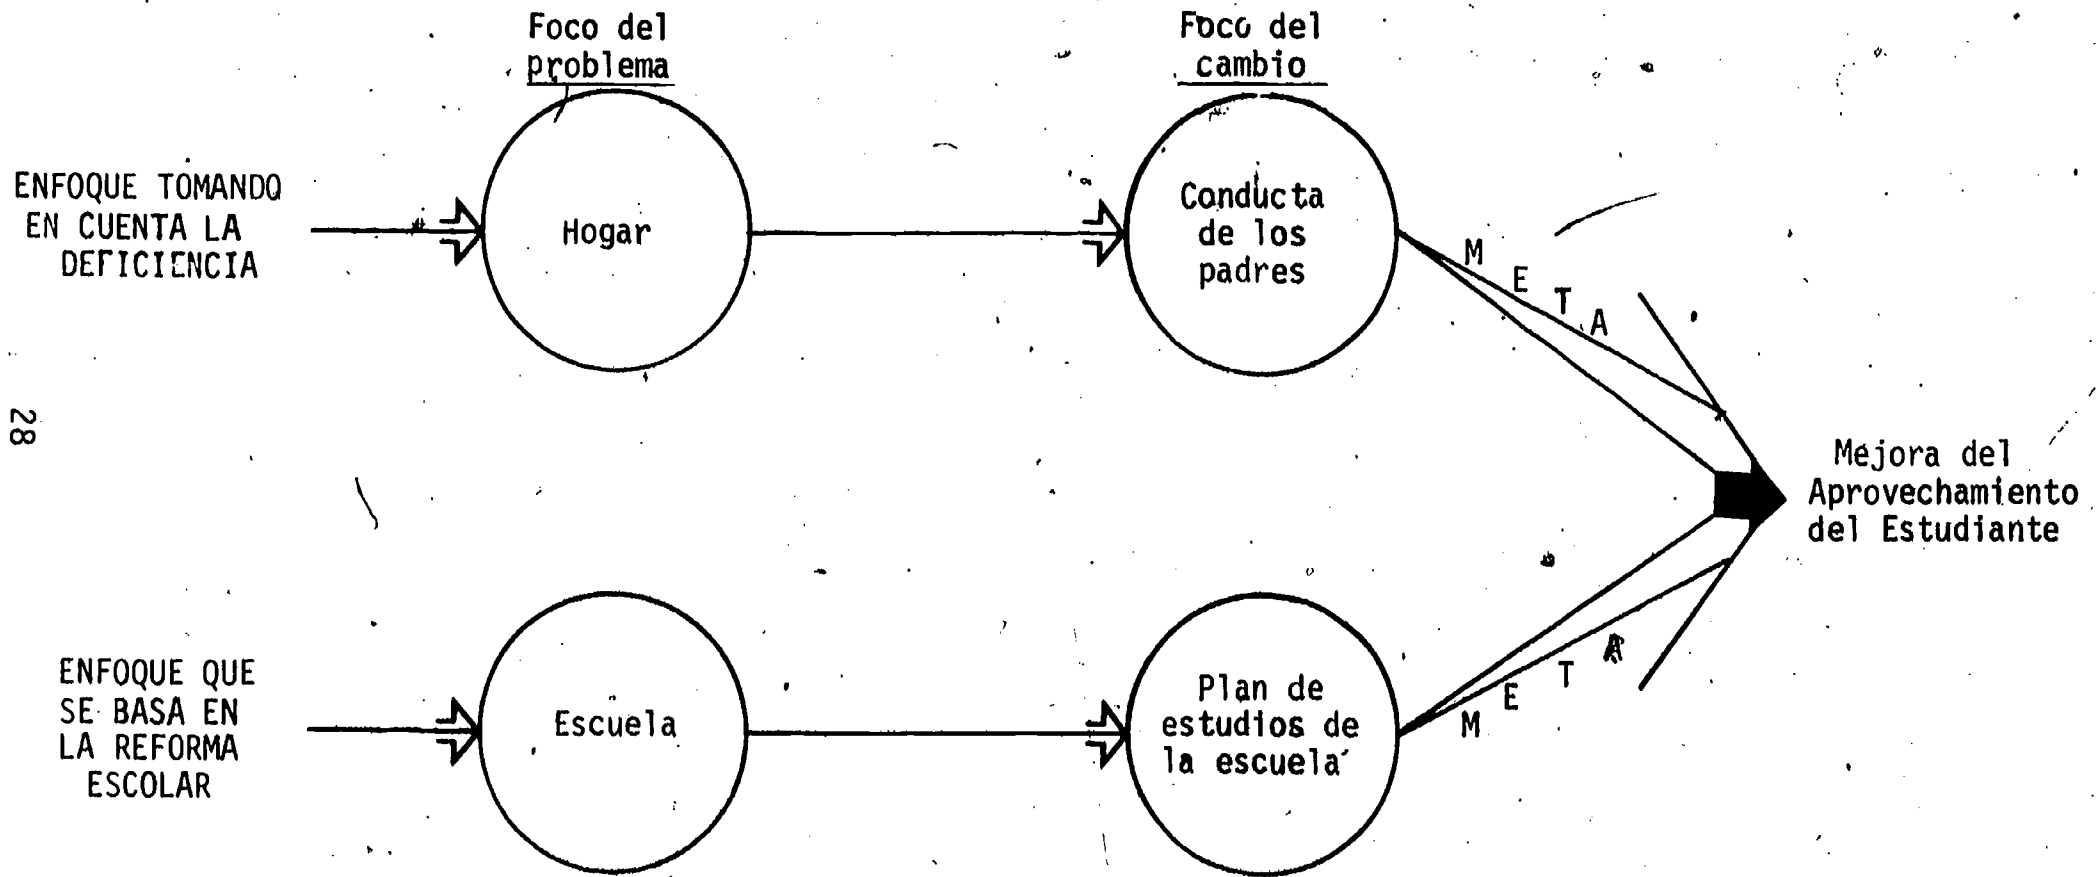 Foco del
problema
Foco del
cambio
ENFOQUE TOMANDO
EN CUENTA LA
DEFICIENCIA
Hogar
Conducta
de los
padres
META
28
Mejora del
Aprovechamiento
del Estudiante
ENFOQUE QUE
SE BASA EN
LA REFORMA
ESCOLAR
Escuela
Plan de
estudios de
la escuela
META